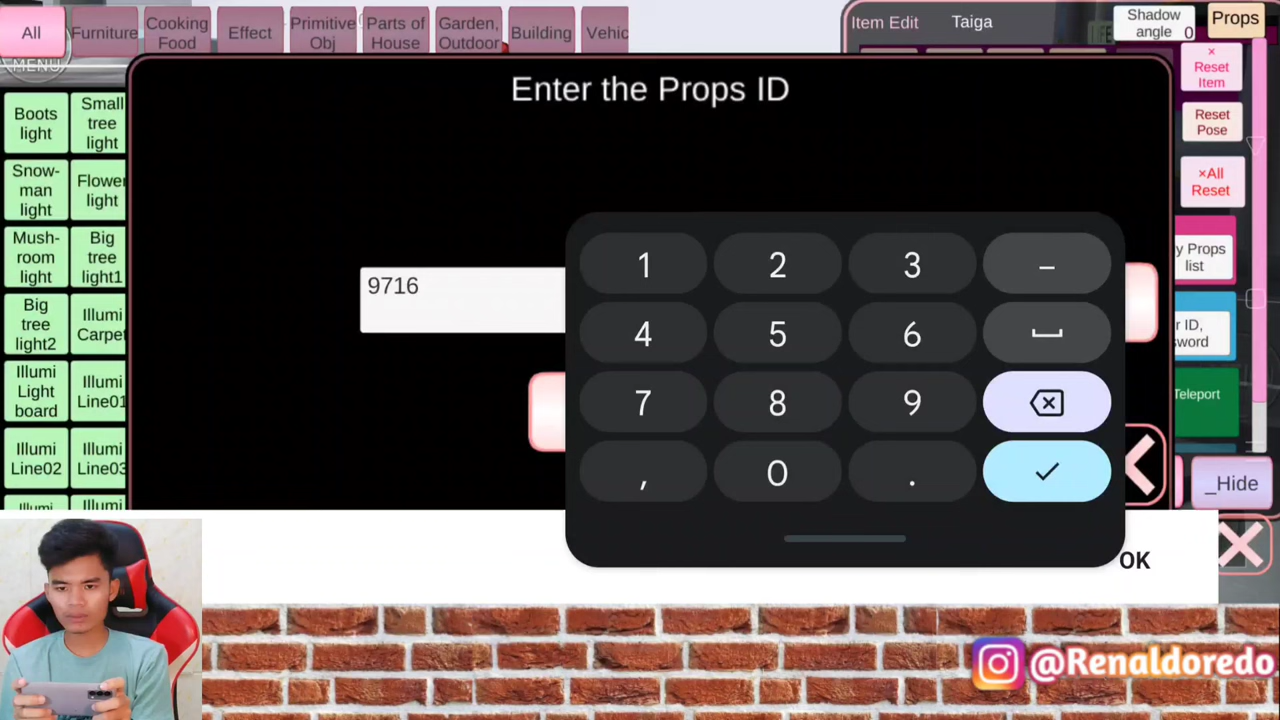 All
Furniture
Cooking
Food
Effect
Primitive
Obj
Parts of
House
Garden,
Outdoor
Building
Vehic
Item Edit
Taiga
Shadow
angle
0
Props
MENU
Enter the Props ID
×
Reset
Item
Reset
Pose
×All
Reset
Boots
light
Small
tree
light
Snow-
man
light
Flower
light
Mush-
room
light
Big
tree
light1
Big
tree
light2
Illumi
Carpet
Illumi
Light
board
Illumi
Line01
Illumi
Line02
Illumi
Line03
Illumi
Illumi
9716
1
2
3
–
4
5
6
7
8
9
,
0
.
y Props
list
r ID,
sword
Teleport
_Hide
OK
@Renaldoredo